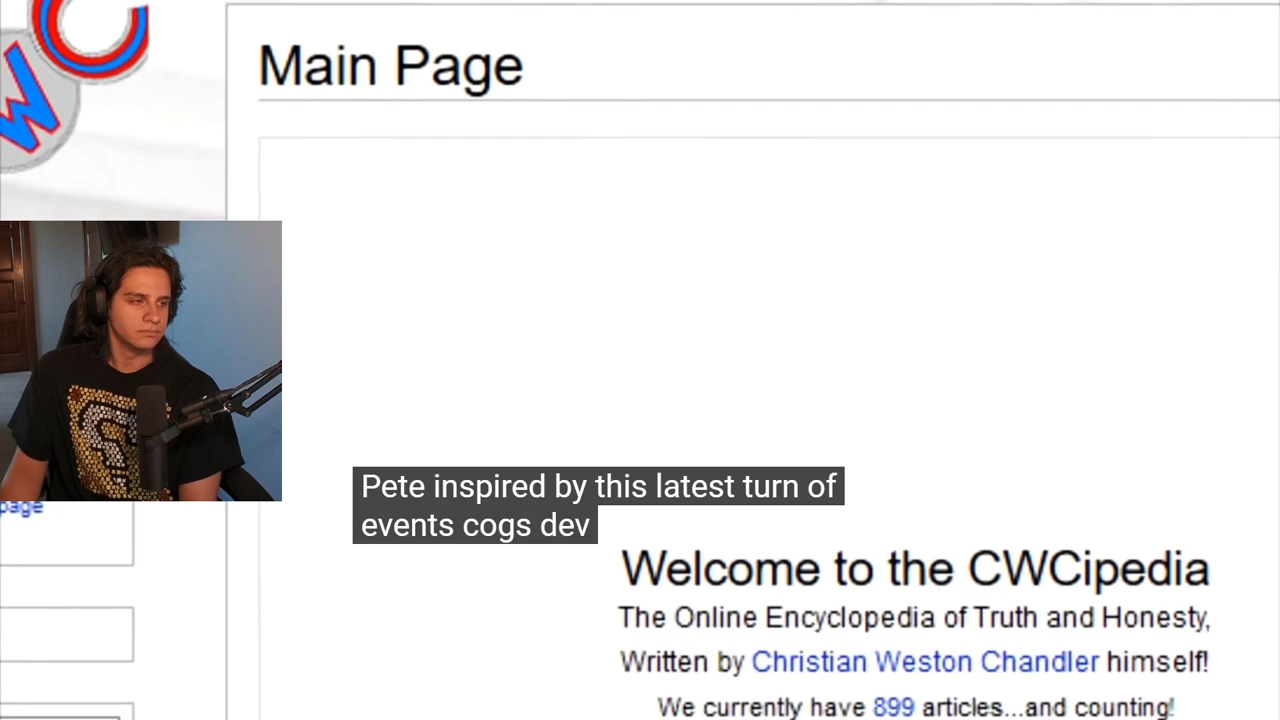 WC
Main Page
page
Pete inspired by this latest turn of
events cogs dev
Welcome to the CWCipedia
The Online Encyclopedia of Truth and Honesty,
Written by Christian Weston Chandler himself!
We currently have 899 articles...and counting!